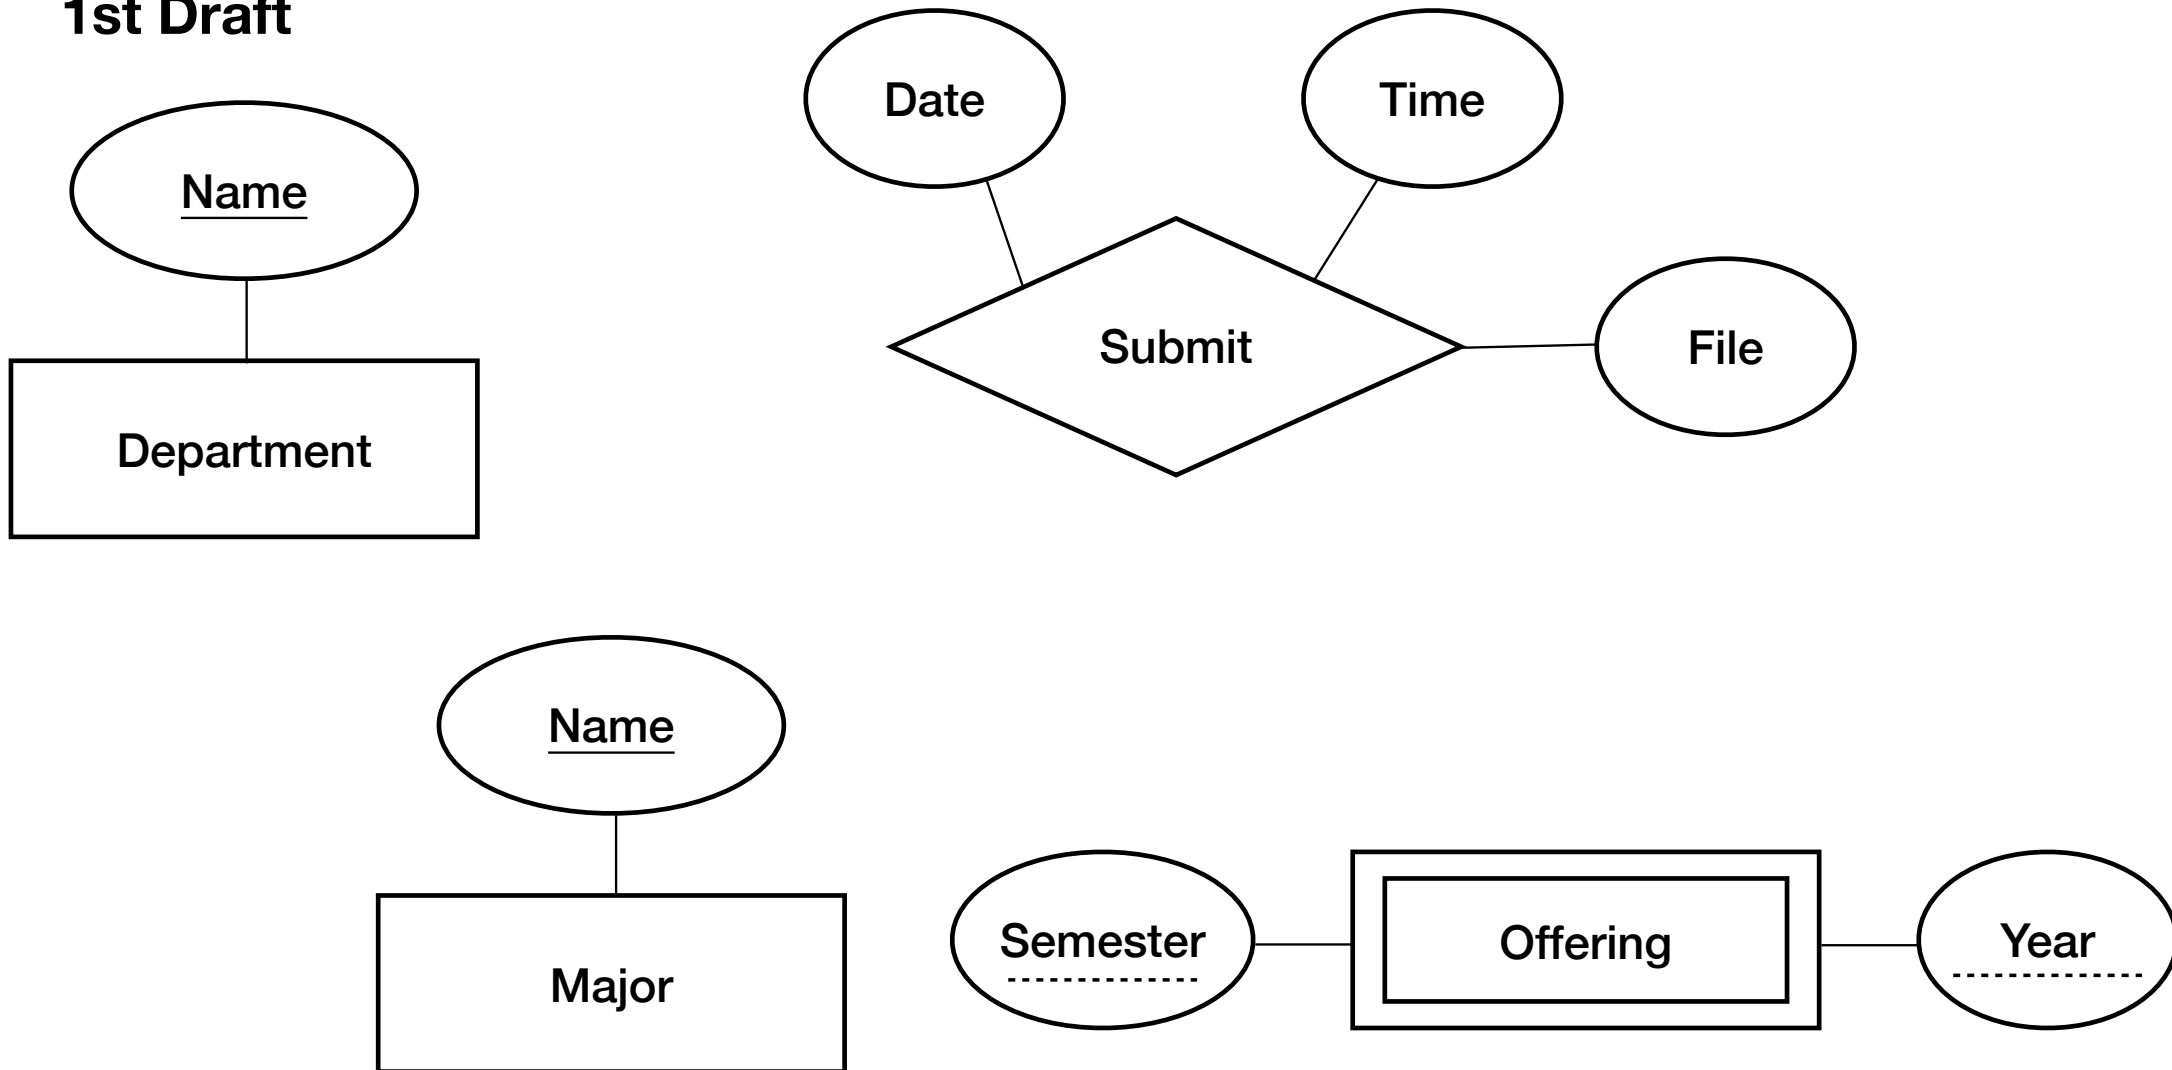 1st Draft
Date
Time
Name
Submit
File
Department
Name
Semester
Offering
Year
Major